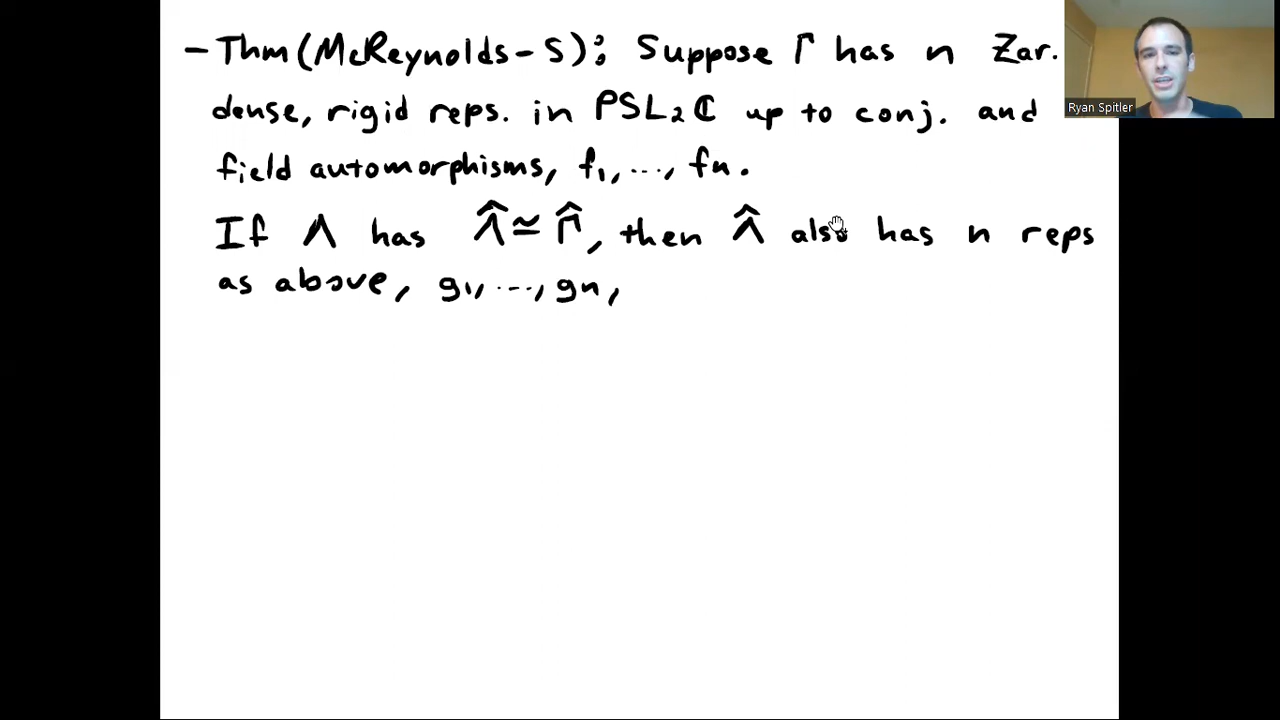 - Thm (McReynolds - S): Suppose Γ has n Zar.
dense, rigid reps. in PSL₂ℂ up to conj. and
field automorphisms, f₁, ..., fₙ.
If Λ has Λ̂ ≅ Γ̂, then Λ̂ also has n reps
as above, g₁, ..., gₙ,
Ryan Spitler